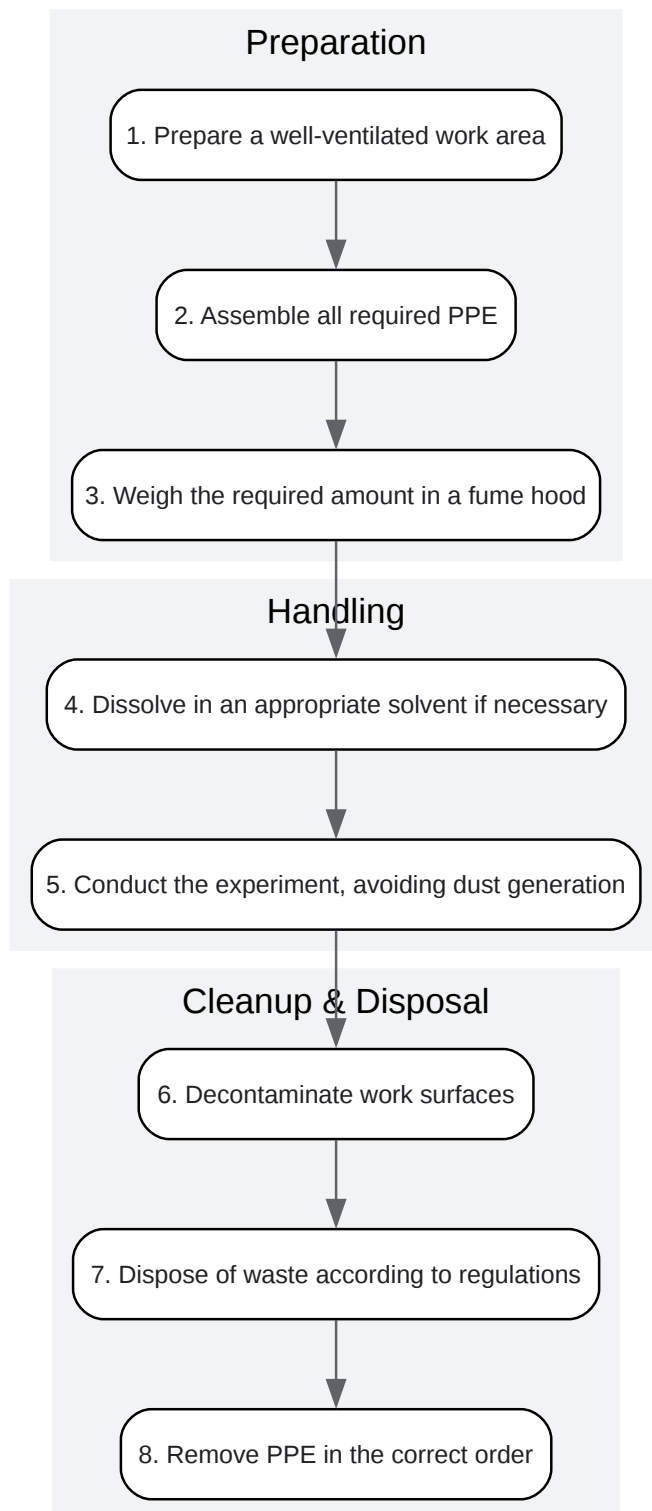 Preparation
1. Prepare a well-ventilated work area
2. Assemble all required PPE
3. Weigh the required amount in a fume hood
Handling
4. Dissolve in an appropriate solvent if necessary
5. Conduct the experiment, avoiding dust generation
Cleanup & Disposal
6. Decontaminate work surfaces
7. Dispose of waste according to regulations
8. Remove PPE in the correct order